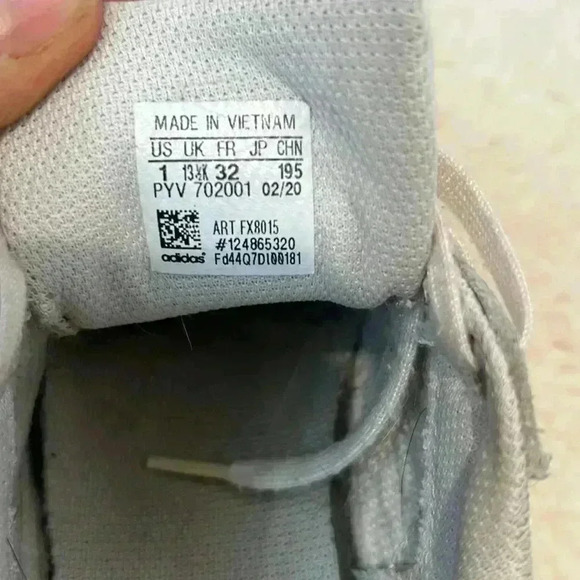 MADE IN VIETNAM
US UK FR JP CHN
1 13½K 32 195
PYV 702001 02/20
ART FX8015
#124865320
adidas Fd44Q7DL00181